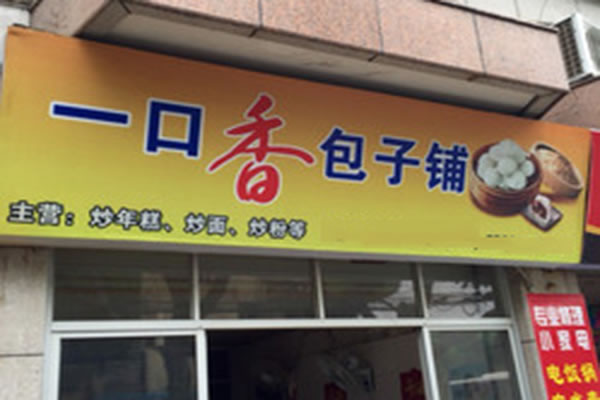 一口香包子铺
主营：炒年糕、炒面、炒粉等
专业修理
小家电
电饭锅